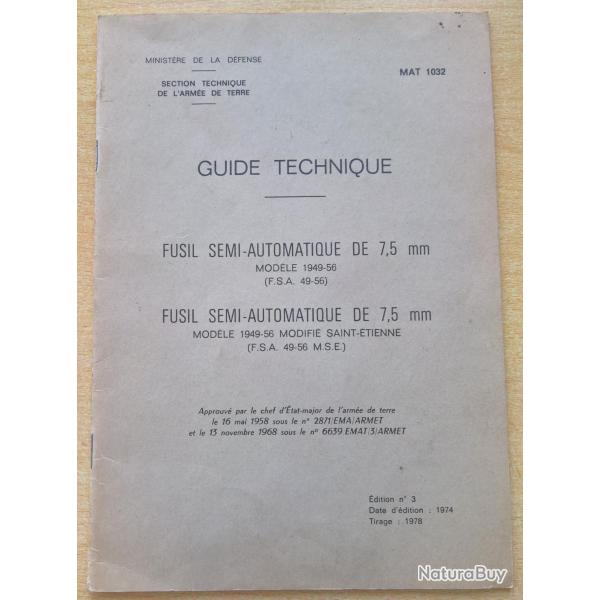 MINISTÈRE DE LA DÉFENSE
MAT 1032
SECTION TECHNIQUE
DE L'ARMÉE DE TERRE
GUIDE TECHNIQUE
FUSIL SEMI-AUTOMATIQUE DE 7,5 mm
MODÈLE 1949-56
(F.S.A. 49-56)
FUSIL SEMI-AUTOMATIQUE DE 7,5 mm
MODÈLE 1949-56 MODIFIÉ SAINT-ÉTIENNE
(F.S.A. 49-56 M.S.E.)
Approuvé par le chef d'État-major de l'armée de terre
le 16 mai 1958 sous le n° 2871/EMA/ARMET
et le 13 novembre 1968 sous le n° 6639 EMAT/3/ARMET
Édition n° 3
Date d'édition : 1974
Tirage : 1978
NaturaBuy